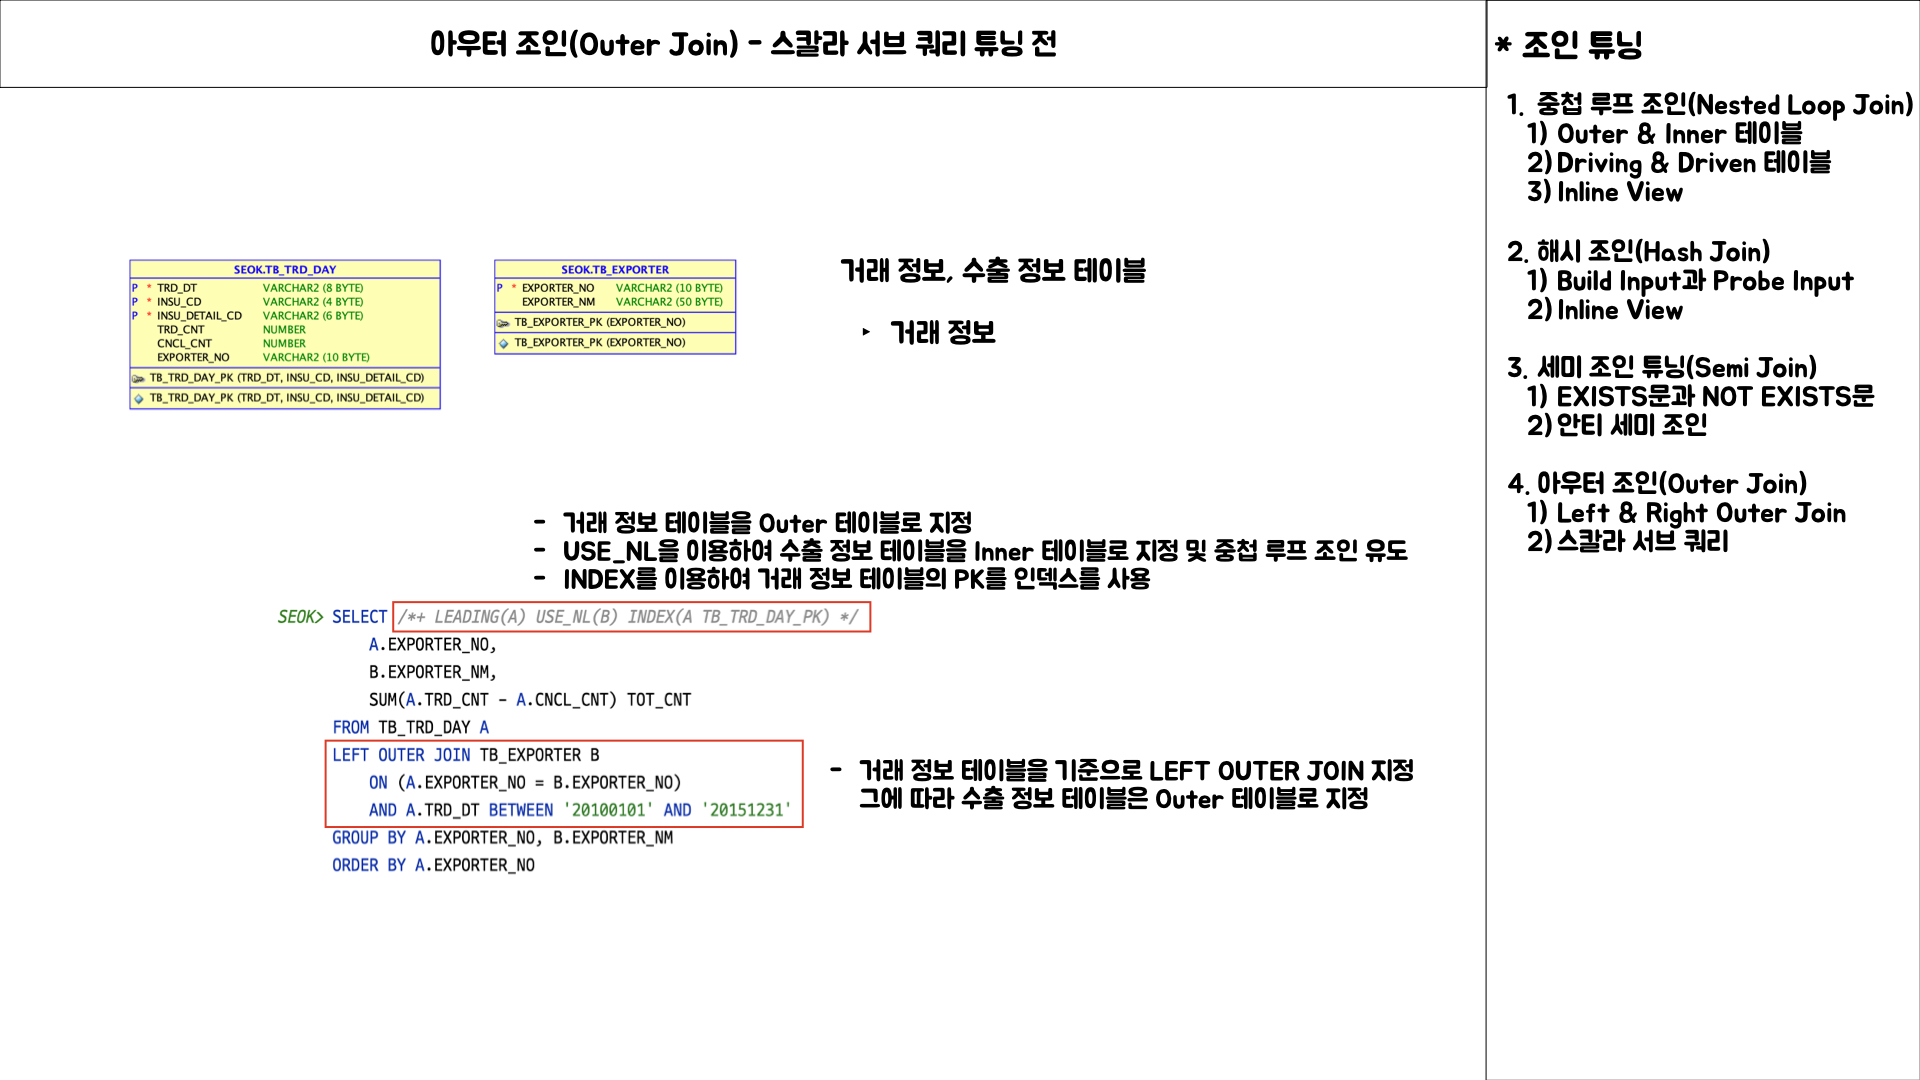 아우터 조인(Outer Join) - 스칼라 서브 쿼리 튜닝 전
SEOK.TB_TRD_DAY
P * TRD_DT VARCHAR2 (8 BYTE)
P * INSU_CD VARCHAR2 (4 BYTE)
P * INSU_DETAIL_CD VARCHAR2 (6 BYTE)
TRD_CNT NUMBER
CNCL_CNT NUMBER
EXPORTER_NO VARCHAR2 (10 BYTE)
TB_TRD_DAY_PK (TRD_DT, INSU_CD, INSU_DETAIL_CD)
TB_TRD_DAY_PK (TRD_DT, INSU_CD, INSU_DETAIL_CD)
SEOK.TB_EXPORTER
P * EXPORTER_NO VARCHAR2 (10 BYTE)
EXPORTER_NM VARCHAR2 (50 BYTE)
TB_EXPORTER_PK (EXPORTER_NO)
TB_EXPORTER_PK (EXPORTER_NO)
거래 정보, 수출 정보 테이블
‣ 거래 정보
- 거래 정보 테이블을 Outer 테이블로 지정
- USE_NL을 이용하여 수출 정보 테이블을 Inner 테이블로 지정 및 중첩 루프 조인 유도
- INDEX를 이용하여 거래 정보 테이블의 PK를 인덱스를 사용
SEOK> SELECT /*+ LEADING(A) USE_NL(B) INDEX(A TB_TRD_DAY_PK) */
A.EXPORTER_NO,
B.EXPORTER_NM,
SUM(A.TRD_CNT - A.CNCL_CNT) TOT_CNT
FROM TB_TRD_DAY A
LEFT OUTER JOIN TB_EXPORTER B
ON (A.EXPORTER_NO = B.EXPORTER_NO)
AND A.TRD_DT BETWEEN '20100101' AND '20151231'
GROUP BY A.EXPORTER_NO, B.EXPORTER_NM
ORDER BY A.EXPORTER_NO
- 거래 정보 테이블을 기준으로 LEFT OUTER JOIN 지정
그에 따라 수출 정보 테이블은 Outer 테이블로 지정
* 조인 튜닝
1. 중첩 루프 조인(Nested Loop Join)
1) Outer & Inner 테이블
2) Driving & Driven 테이블
3) Inline View
2. 해시 조인(Hash Join)
1) Build Input과 Probe Input
2) Inline View
3. 세미 조인 튜닝(Semi Join)
1) EXISTS문과 NOT EXISTS문
2) 안티 세미 조인
4. 아우터 조인(Outer Join)
1) Left & Right Outer Join
2) 스칼라 서브 쿼리